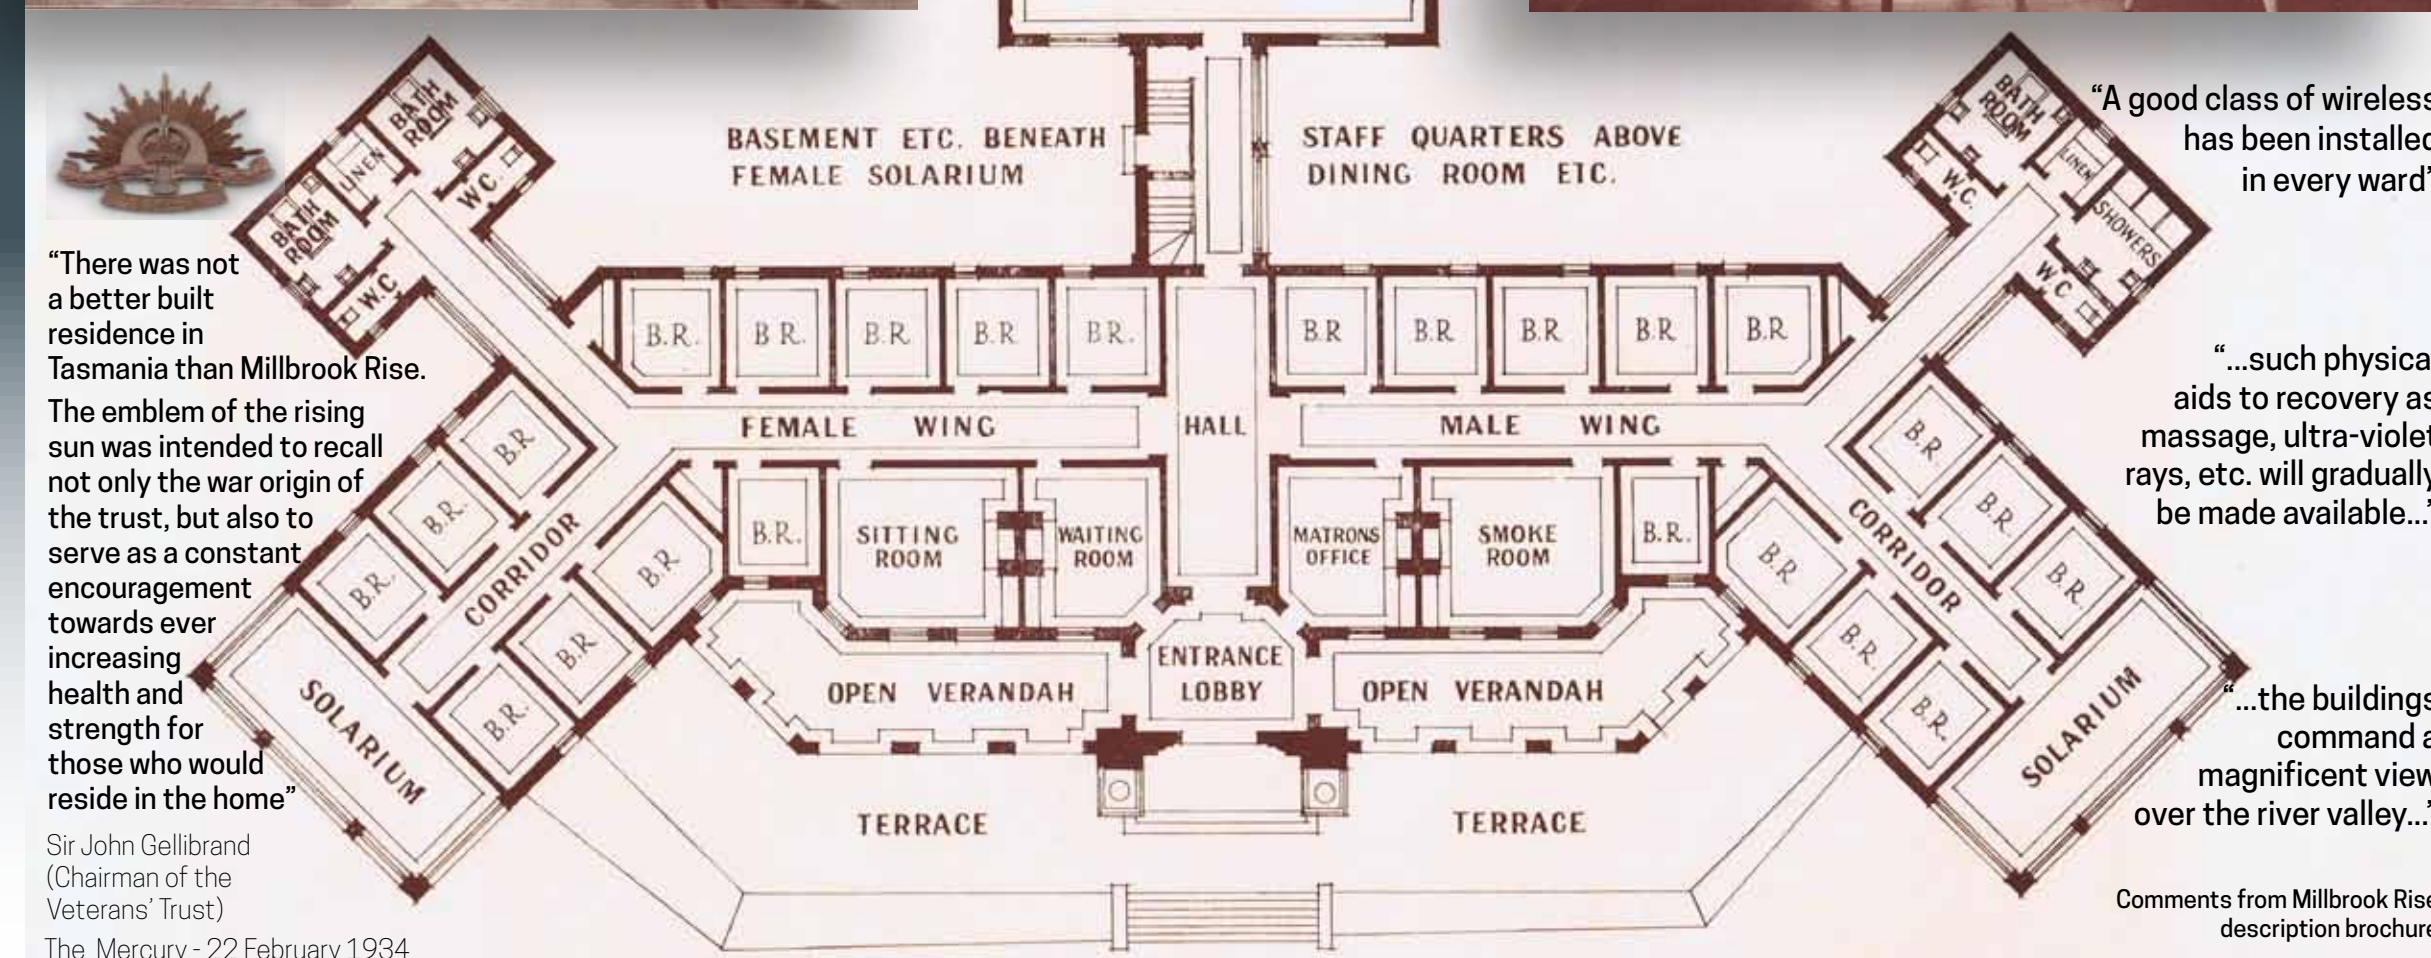 “There was not
a better built
residence in
Tasmania than Millbrook Rise.
The emblem of the rising
sun was intended to recall
not only the war origin of
the trust, but also to
serve as a constant
encouragement
towards ever
increasing
health and
strength for
those who would
reside in the home”
Sir John Gellibrand
(Chairman of the
Veterans’ Trust)
The Mercury - 22 February 1934
BASEMENT ETC. BENEATH
FEMALE SOLARIUM
STAFF QUARTERS ABOVE
DINING ROOM ETC.
BATH
ROOM
LINEN
W.C.
BATH
ROOM
W.C
BATH
ROOM
LINEN
W.C.
SHOWERS
W.C
B.R.
B R.
B.R
B.R
B R.
B.R
B.R
B.R
B.R
B.R
FEMALE WING
HALL
MALE WING
B.R
B.R.
B.R.
CORRIDOR
B.R
B.R
B.R.
SOLARIUM
B.R.
SITTING
ROOM
WAITING
ROOM
MATRONS
OFFICE
SMOKE
ROOM
B.R.
B.R
B.R.
B.R.
CORRIDOR
B.R
B.R.
B.R.
SOLARIUM
OPEN VERANDAH
ENTRANCE
LOBBY
OPEN VERANDAH
TERRACE
TERRACE
“A good class of wireless
has been installed
in every ward”
“...such physical
aids to recovery as
massage, ultra-violet
rays, etc. will gradually
be made available...”
“...the buildings
command a
magnificent view
over the river valley...”
Comments from Millbrook Rise
description brochure